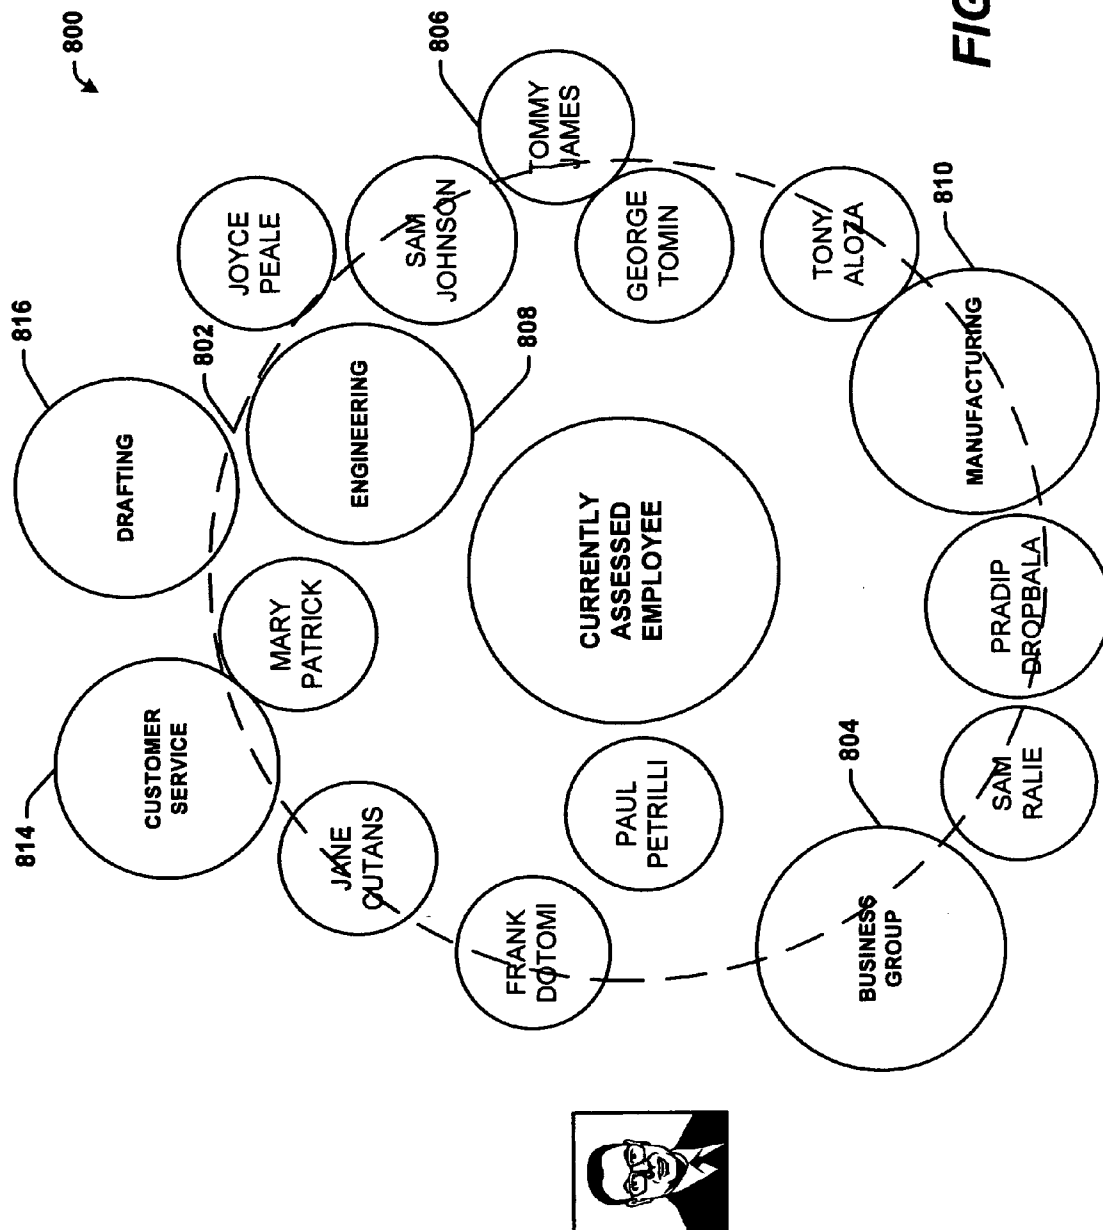 814
816
800
DRAFTING
CUSTOMER
SERVICE
802
JOYCE
PEALE
MARY
PATRICK
JANE
ENGINEERING
SAM
JOHNSON
806
FRANK
DOTOMI
808
TOMMY
JAMES
CURRENTLY
ASSESSED
EMPLOYEE
PAUL
PETRILLI
GEORGE
TOMIN
TONY
ALOZA
804
BUSINESS
GROUP
810
MANUFACTURING
FIG
SAM
RALIE
PRADIP
DROPBALA